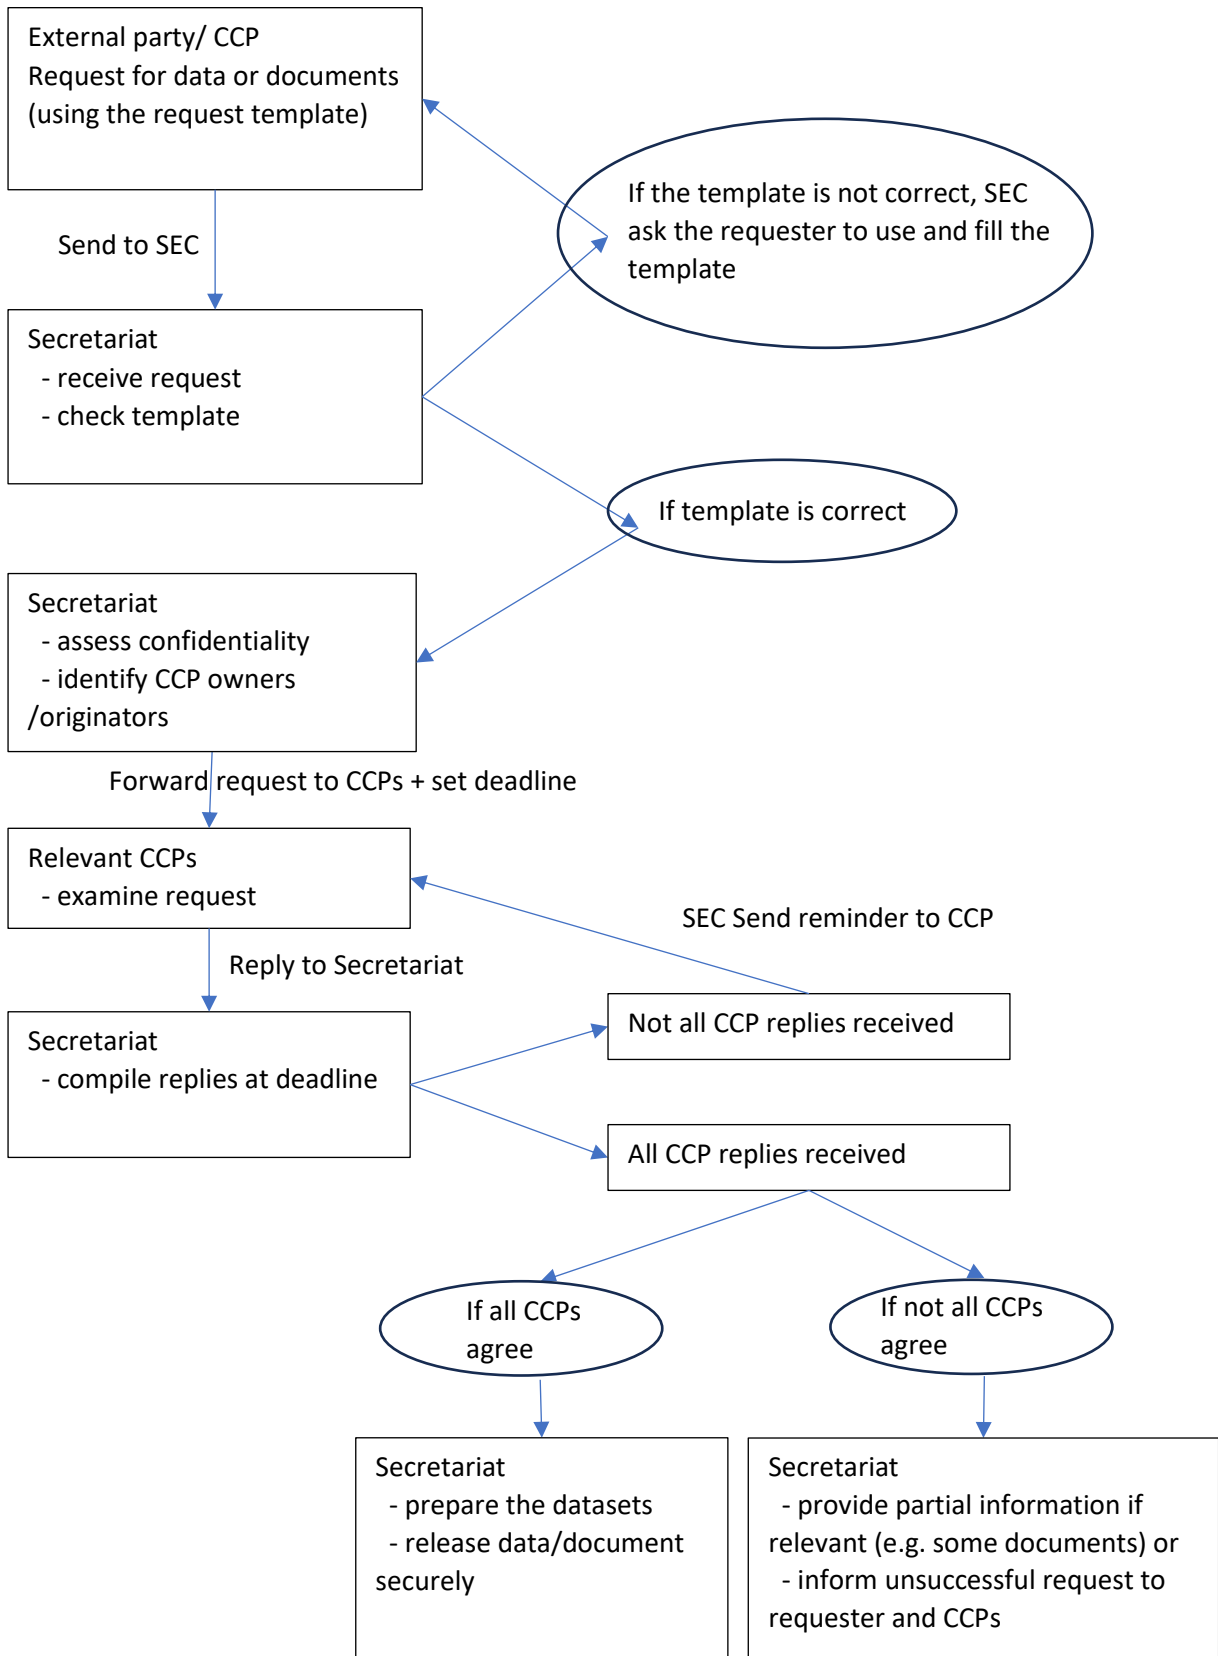 External party/ CCP
Request for data or documents
(using the request template)
If the template is not correct, SEC
ask the requester to use and fill the
template
Send to SEC
Secretariat
- receive request
- check template
If template is correct
Secretariat
- assess confidentiality
- identify CCP owners
/originators
Forward request to CCPs + set deadline
Relevant CCPs
- examine request
SEC Send reminder to CCP
Reply to Secretariat
Not all CCP replies received
Secretariat
- compile replies at deadline
All CCP replies received
If all CCPs
agree
If not all CCPs
agree
Secretariat
- prepare the datasets
- release data/document
securely
Secretariat
- provide partial information if
relevant (e.g. some documents) or
- inform unsuccessful request to
requester and CCPs